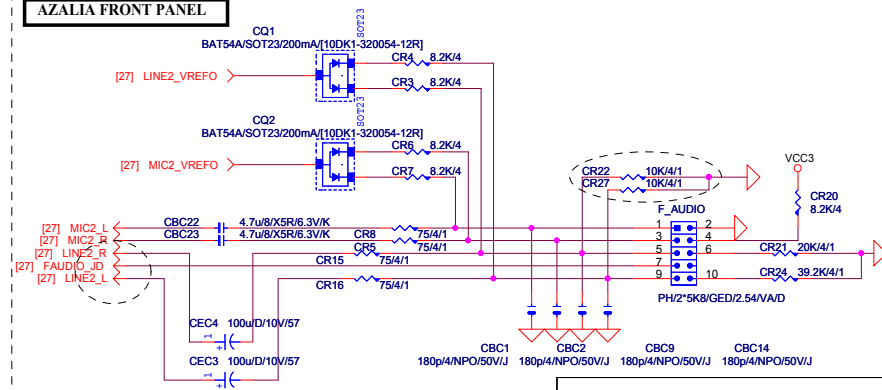 AZALIA FRONT PANEL
CQ1
BAT54A/SOT23/200mA/[10DK1-320054-12R]
SOT23
CR4 8.2K/4
CR3 8.2K/4
[27] LINE2_VREFO
CQ2
BAT54A/SOT23/200mA/[10DK1-320054-12R]
SOT23
CR6 8.2K/4
CR7 8.2K/4
[27] MIC2_VREFO
CR22 10K/4/1
CR27 10K/4/1
VCC3
CR20
8.2K/4
F_AUDIO
[27] MIC2_L CBC22 4.7u/8/X5R/6.3V/K 75/4/1 1 2
[27] MIC2_R CBC23 4.7u/8/X5R/6.3V/K CR8 75/4/1 3 4
[27] LINE2_R CR5 75/4/1 5 6 CR21 20K/4/1
[27] FAUDIO_JD CR15 7
[27] LINE2_L CR16 75/4/1 9 10 CR24 39.2K/4/1
PH/2*5K8/GED/2.54/VA/D
CEC4 100u/D/10V/57
1 +
CEC3 100u/D/10V/57
1 +
CBC1 CBC2 CBC9 CBC14
180p/4/NPO/50V/J 180p/4/NPO/50V/J 180p/4/NPO/50V/J 180p/4/NPO/50V/J